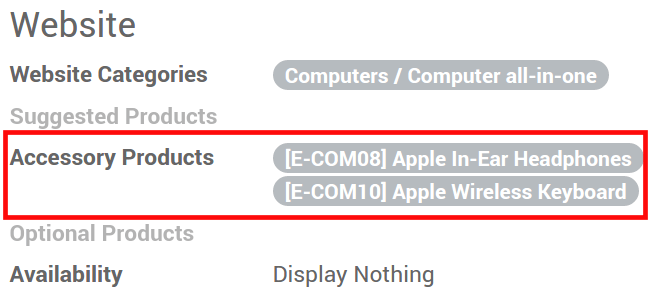 Website
Website Categories Computers / Computer all-in-one
Suggested Products
Accessory Products [E-COM08] Apple In-Ear Headphones
[E-COM10] Apple Wireless Keyboard
Optional Products
Availability Display Nothing